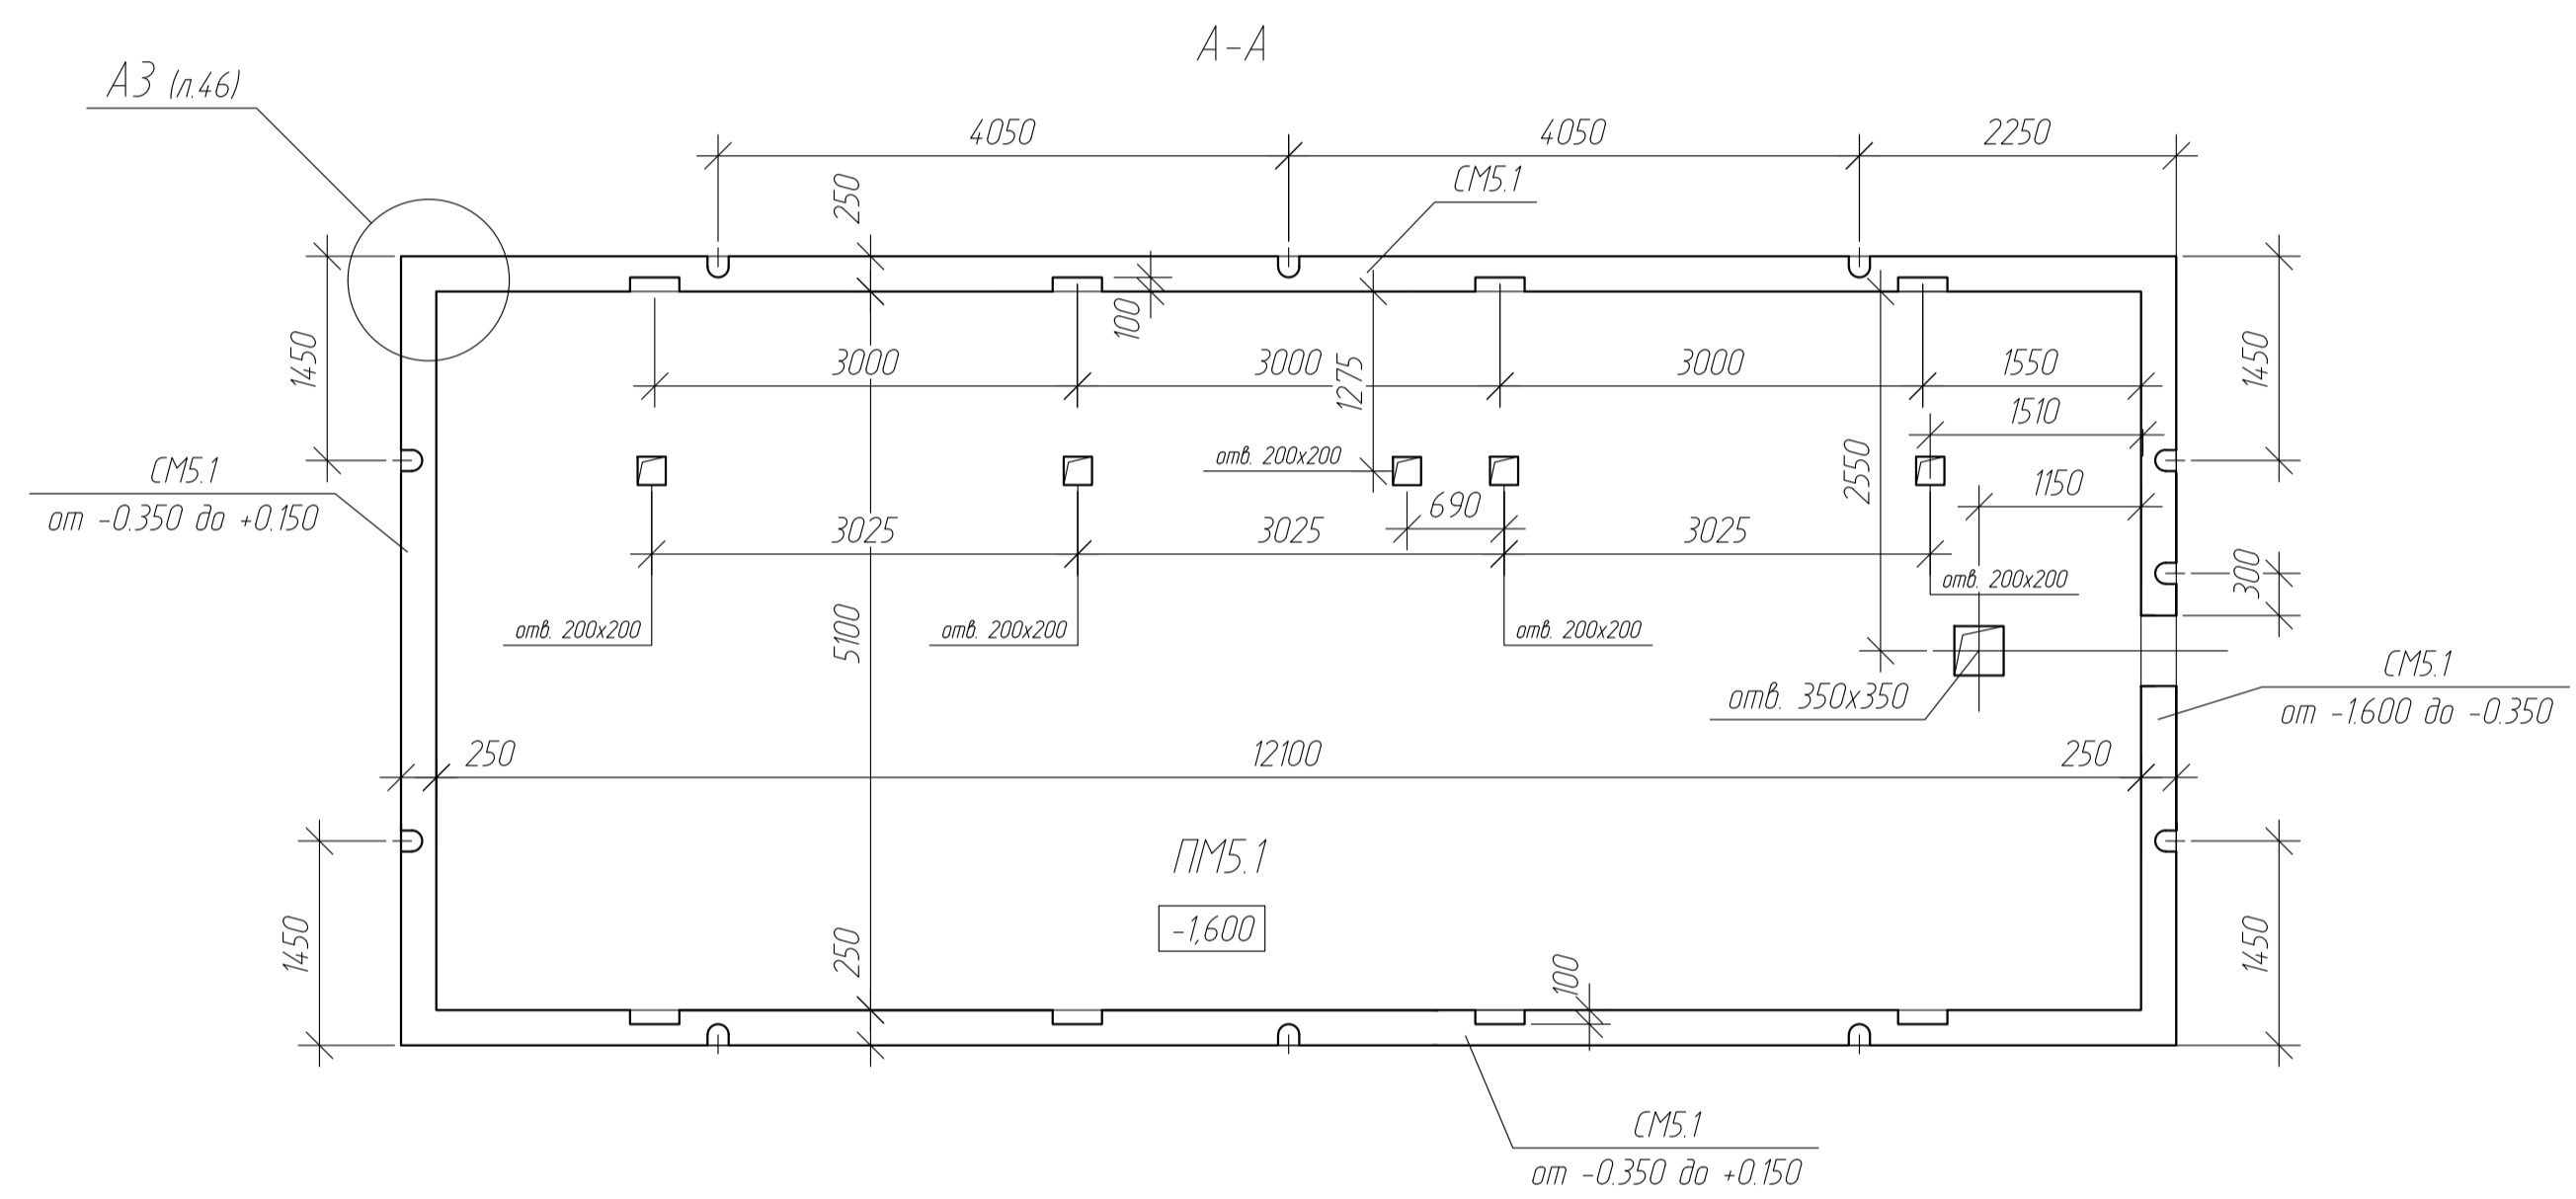 А-А
А3 (л.46)
4050
4050
2250
СМ5.1
250
100
1450
1450
3000
3000
1275
3000
1550
1510
2550
1150
отв. 200х200
690
СМ5.1
от -0.350 до +0.150
3025
3025
3025
300
отв. 200х200
5100
отв. 200х200
отв. 200х200
отв. 200х200
СМ5.1
от -1.600 до -0.350
отв. 350х350
250
12100
250
ПМ5.1
-1,600
1450
250
100
1450
СМ5.1
от -0.350 до +0.150